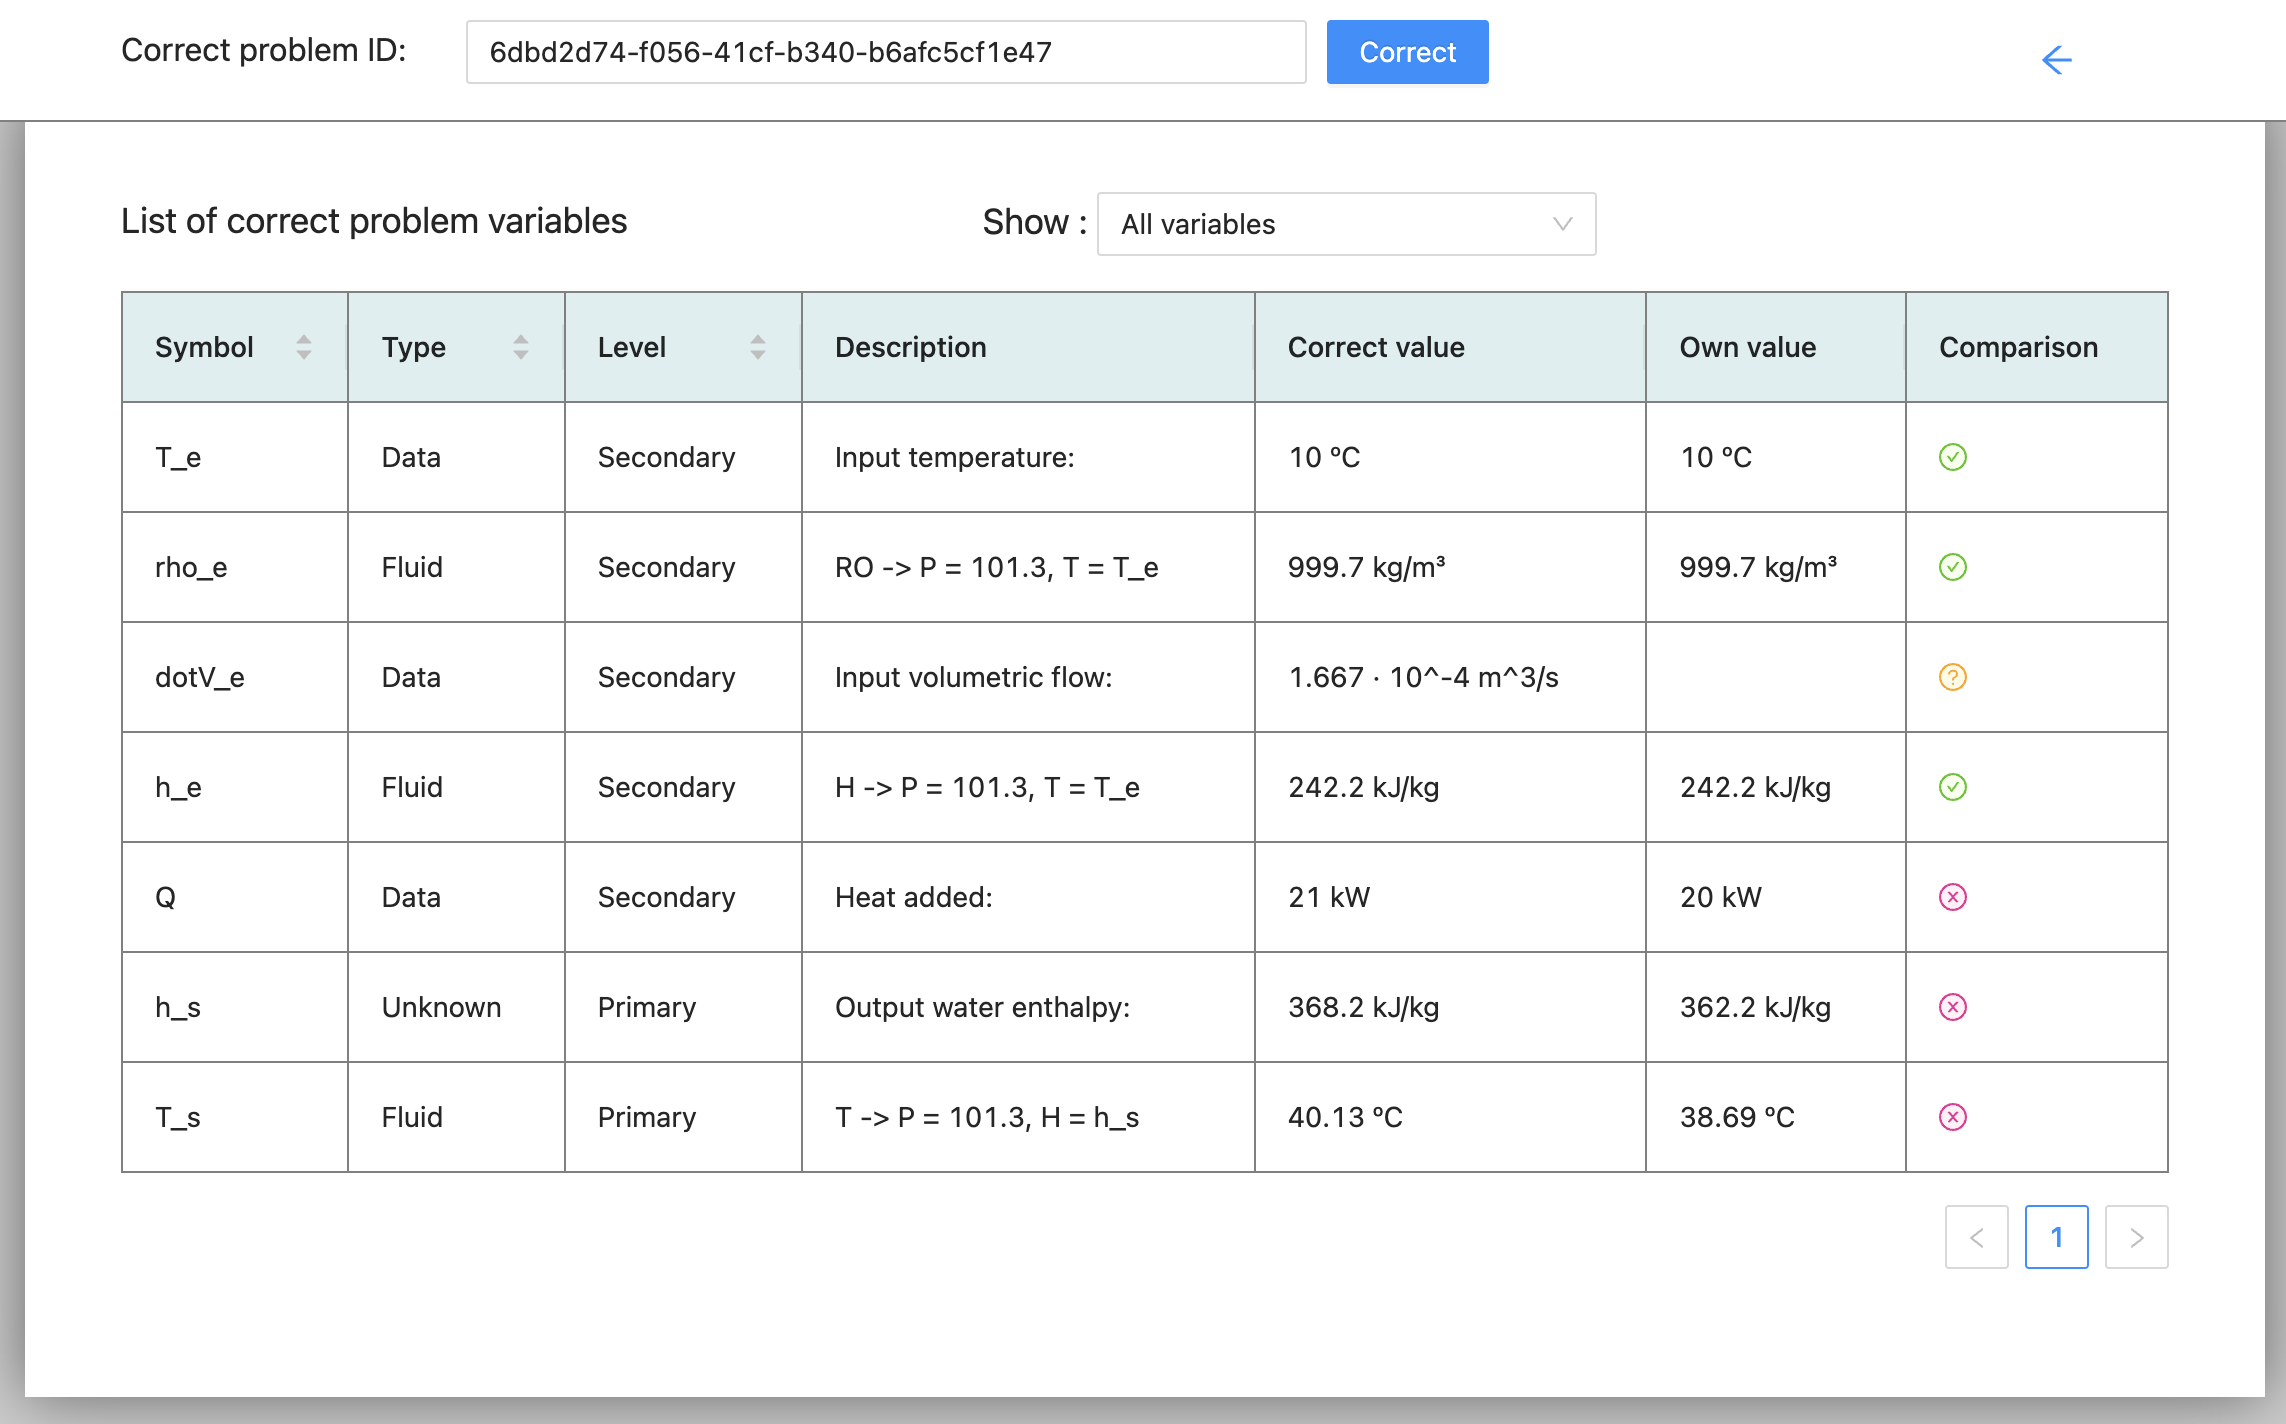 Correct problem ID: 6dbd2d74-f056-41cf-b340-b6afc5cf1e47 Correct
List of correct problem variables Show : All variables
Symbol Type Level Description Correct value Own value Comparison
T_e Data Secondary Input temperature: 10 ºC 10 ºC
rho_e Fluid Secondary RO -> P = 101.3, T = T_e 999.7 kg/m³ 999.7 kg/m³
dotV_e Data Secondary Input volumetric flow: 1.667 · 10^-4 m^3/s
h_e Fluid Secondary H -> P = 101.3, T = T_e 242.2 kJ/kg 242.2 kJ/kg
Q Data Secondary Heat added: 21 kW 20 kW
h_s Unknown Primary Output water enthalpy: 368.2 kJ/kg 362.2 kJ/kg
T_s Fluid Primary T -> P = 101.3, H = h_s 40.13 ºC 38.69 ºC
1